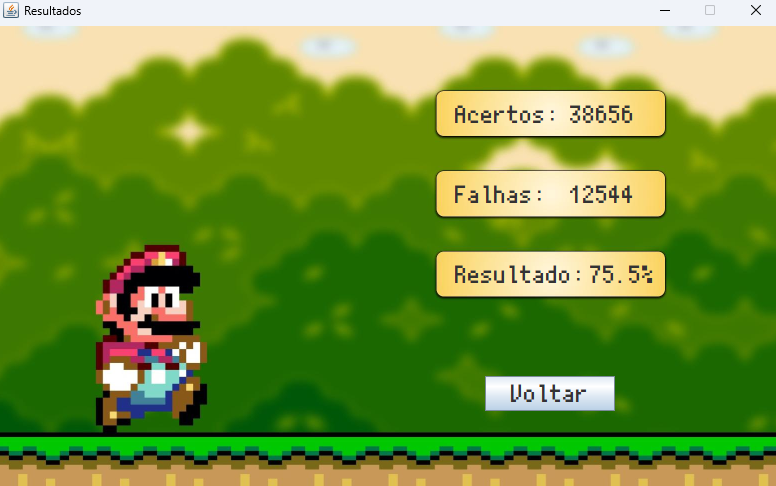 Resultados
Acertos: 38656
Falhas: 12544
Resultado: 75.5%
Voltar